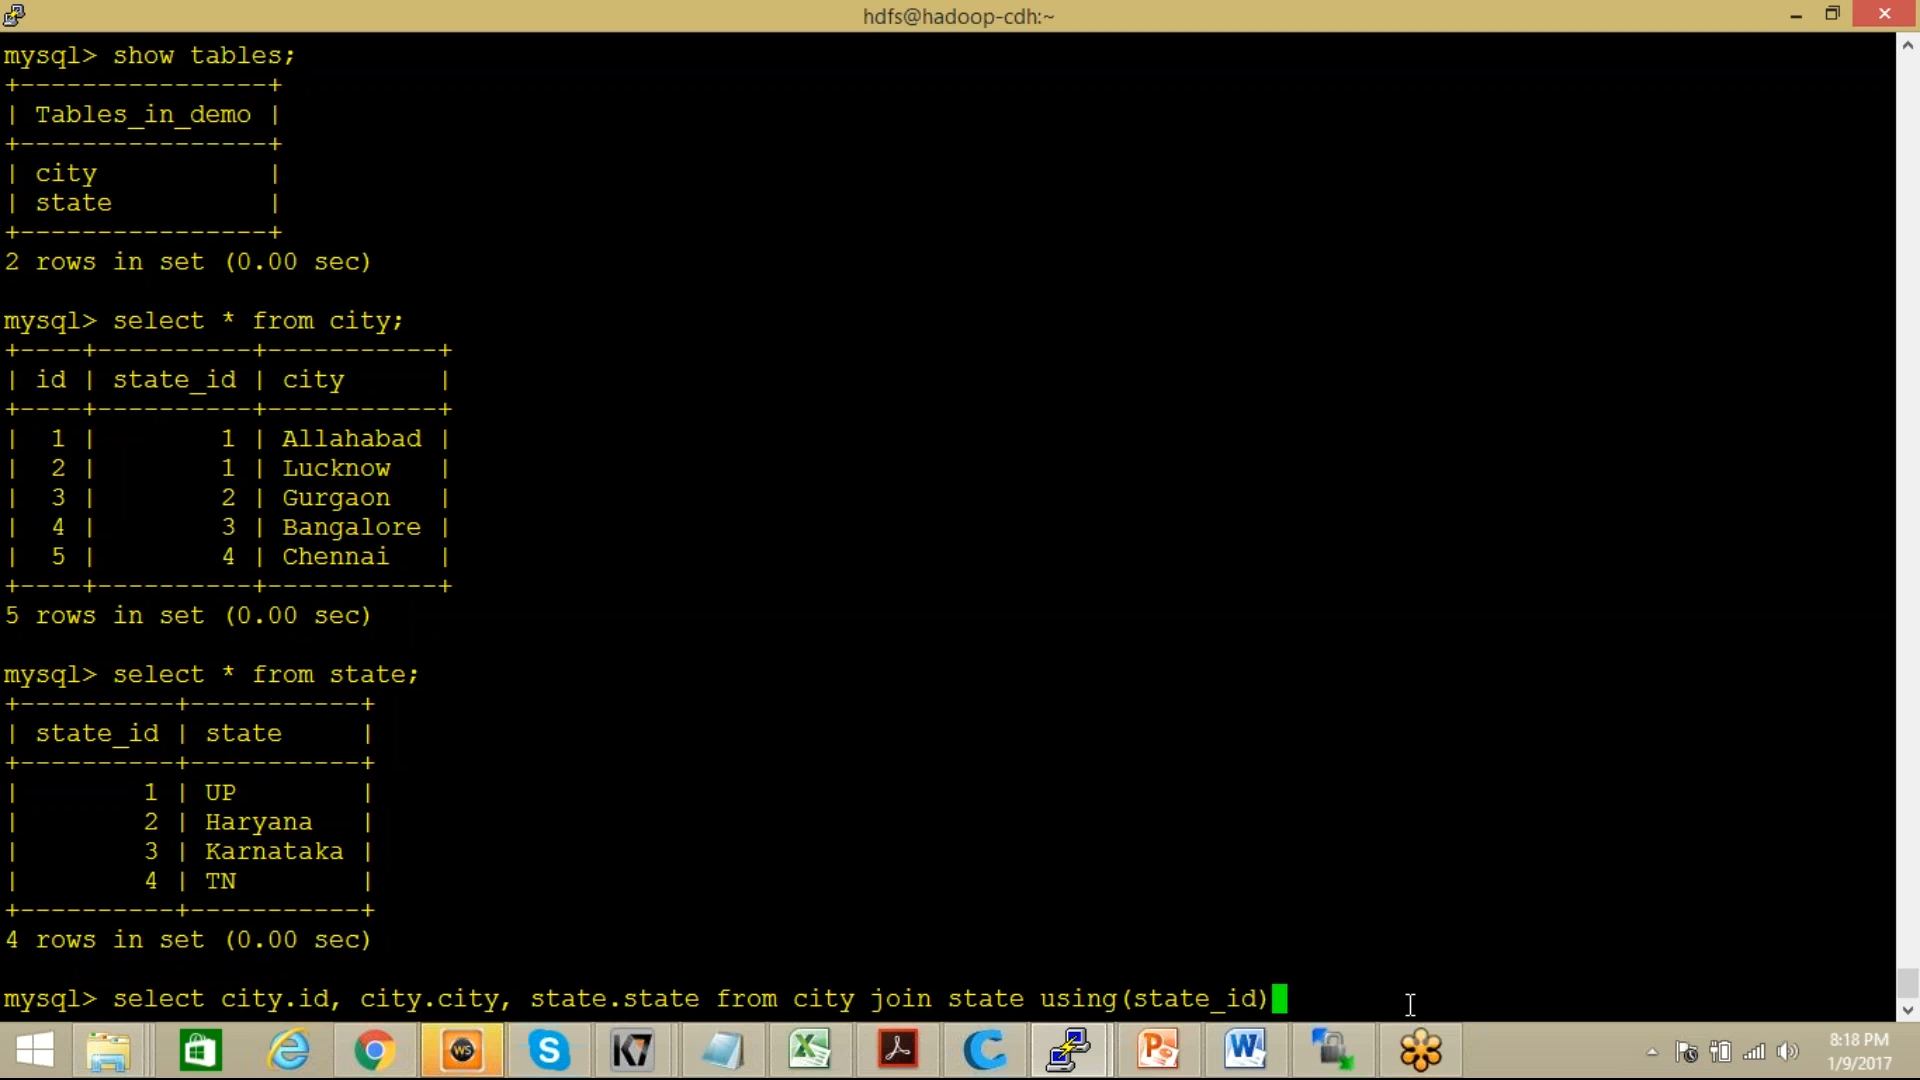 hdfs@hadoop-cdh:~
mysql> show tables;
+----------------+
| Tables_in_demo |
+----------------+
| city           |
| state          |
+----------------+
2 rows in set (0.00 sec)
mysql> select * from city;
+----+----------+-----------+
| id | state_id | city      |
+----+----------+-----------+
|  1 |        1 | Allahabad |
|  2 |        1 | Lucknow   |
|  3 |        2 | Gurgaon   |
|  4 |        3 | Bangalore |
|  5 |        4 | Chennai   |
+----+----------+-----------+
5 rows in set (0.00 sec)
mysql> select * from state;
+----------+-----------+
| state_id | state     |
+----------+-----------+
|        1 | UP        |
|        2 | Haryana   |
|        3 | Karnataka |
|        4 | TN        |
+----------+-----------+
4 rows in set (0.00 sec)
mysql> select city.id, city.city, state.state from city join state using(state_id)
WS
K7
8:18 PM
1/9/2017